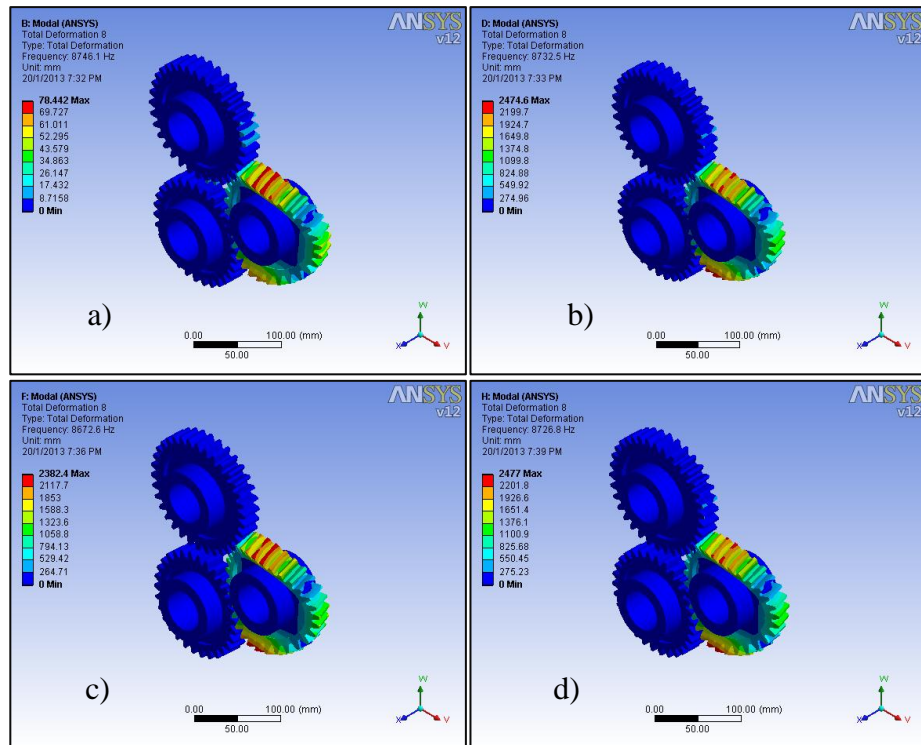 B: Modal (ANSYS)
Total Deformation 8
Type: Total Deformation
Frequency: 8746.1 Hz
Unit: mm
20/1/2013 7:32 PM
78.442 Max
69.727
61.011
52.295
43.579
34.863
26.147
17.432
8.7158
0 Min
ANSYS
v12
a)
0.00 100.00 (mm)
50.00
W
X V
D: Modal (ANSYS)
Total Deformation 8
Type: Total Deformation
Frequency: 8732.5 Hz
Unit: mm
20/1/2013 7:33 PM
2474.6 Max
2199.7
1924.7
1649.8
1374.8
1099.8
824.88
549.92
274.96
0 Min
ANSYS
v12
b)
0.00 100.00 (mm)
50.00
W
X V
F: Modal (ANSYS)
Total Deformation 8
Type: Total Deformation
Frequency: 8672.6 Hz
Unit: mm
20/1/2013 7:36 PM
2382.4 Max
2117.7
1853
1588.3
1323.6
1058.8
794.13
529.42
264.71
0 Min
ANSYS
v12
c)
0.00 100.00 (mm)
50.00
W
X V
H: Modal (ANSYS)
Total Deformation 8
Type: Total Deformation
Frequency: 8726.8 Hz
Unit: mm
20/1/2013 7:39 PM
2477 Max
2201.8
1926.6
1651.4
1376.1
1100.9
825.68
550.45
275.23
0 Min
ANSYS
v12
d)
0.00 100.00 (mm)
50.00
W
X V